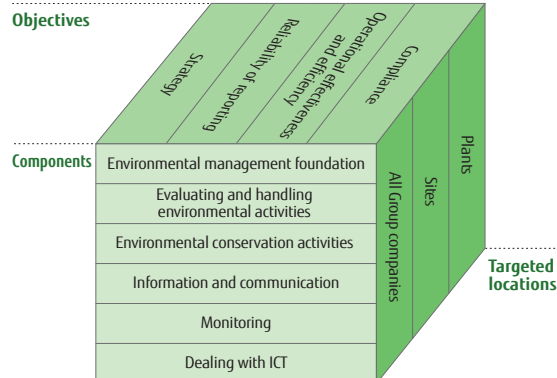 Objectives
Strategy
Reliability of reporting
Operational effectiveness
and efficiency
Compliance
Components
Environmental management foundation
Evaluating and handling
environmental activities
Environmental conservation activities
Information and communication
Monitoring
Dealing with ICT
All Group companies
Sites
Plants
Targeted
locations